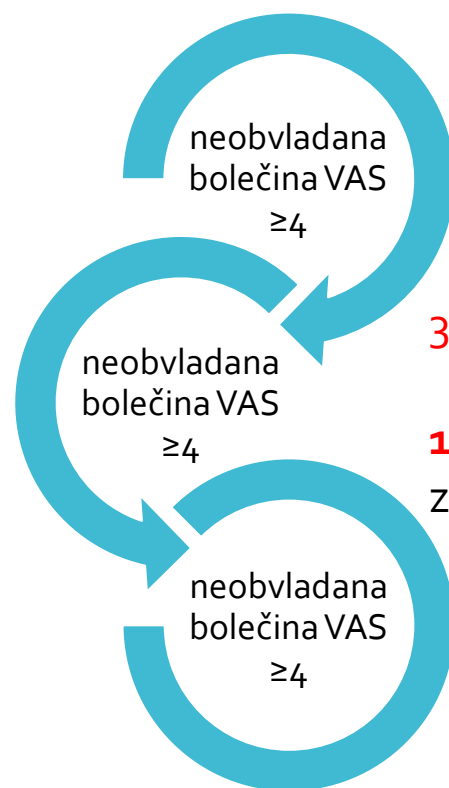 neobvladana
bolečina VAS
≥4
3
neobvladana
bolečina VAS
≥4
1
z
neobvladana
bolečina VAS
≥4